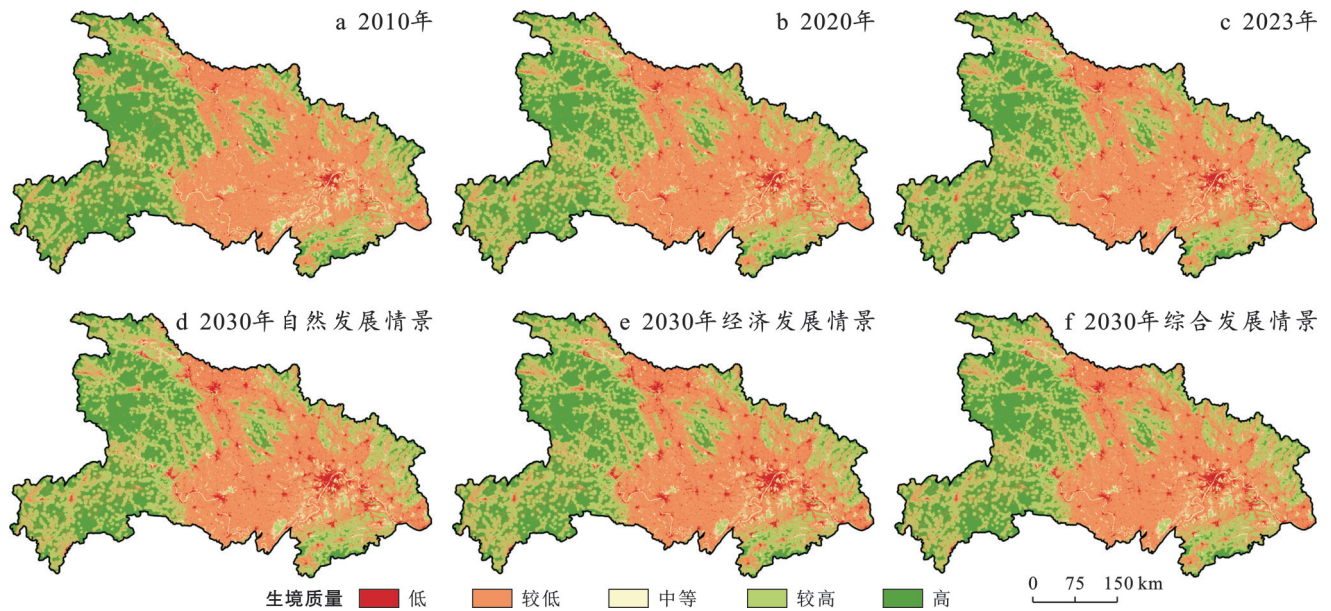 a 2010年
b 2020年
c 2023年
d 2030年自然发展情景
e 2030年经济发展情景
f 2030年综合发展情景
生境质量 低 较低 中等 较高 高
0 75 150 km